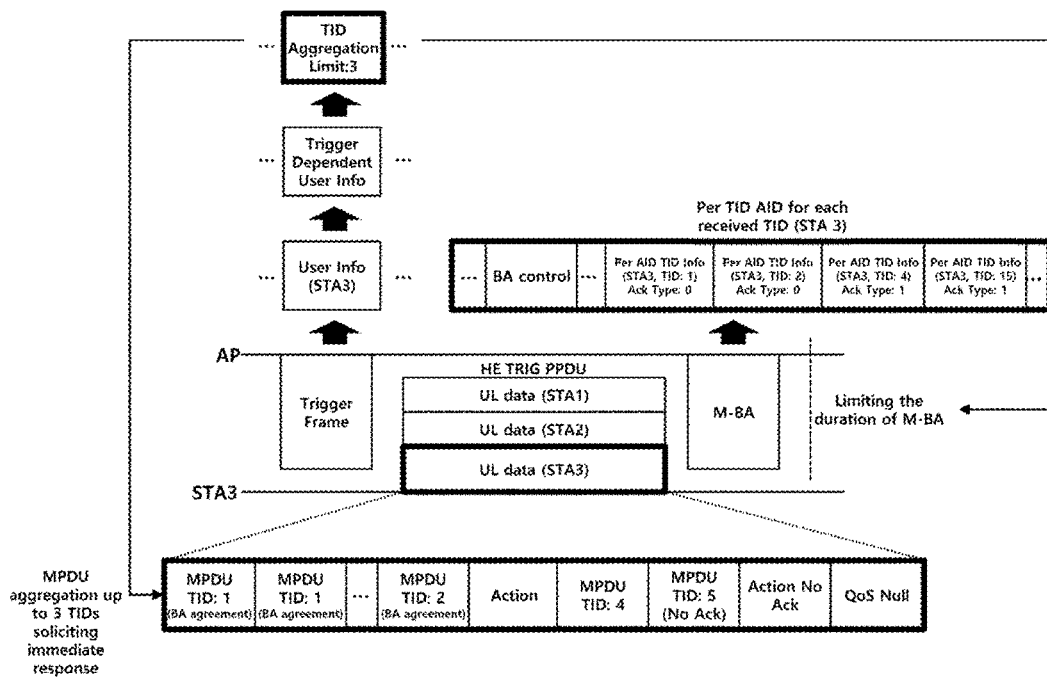 TID
... Aggregation ...
Limit:3
Trigger
... Dependent ...
User Info
Per TID AID for each
received TID (STA 3)
... User Info ...
(STA3)
... BA control ...
Per AID TID Info
(STA3, TID: 1)
Ack Type: 0
Per AID TID Info
(STA3, TID: 2)
Ack Type: 0
Per AID TID Info
(STA3, TID: 4)
Ack Type: 1
Per AID TID Info
(STA3, TID: 15)
Ack Type: 1
...
AP
HE TRIG PPDU
Trigger
Frame
UL data (STA1)
UL data (STA2)
UL data (STA3)
M-BA
Limiting the
duration of M-BA
STA3
MPDU
aggregation up
to 3 TIDs
soliciting
immediate
response
MPDU
TID: 1
(BA agreement)
MPDU
TID: 1
(BA agreement)
...
MPDU
TID: 2
(BA agreement)
Action
MPDU
TID: 4
MPDU
TID: 5
(No Ack)
Action No
Ack
QoS Null